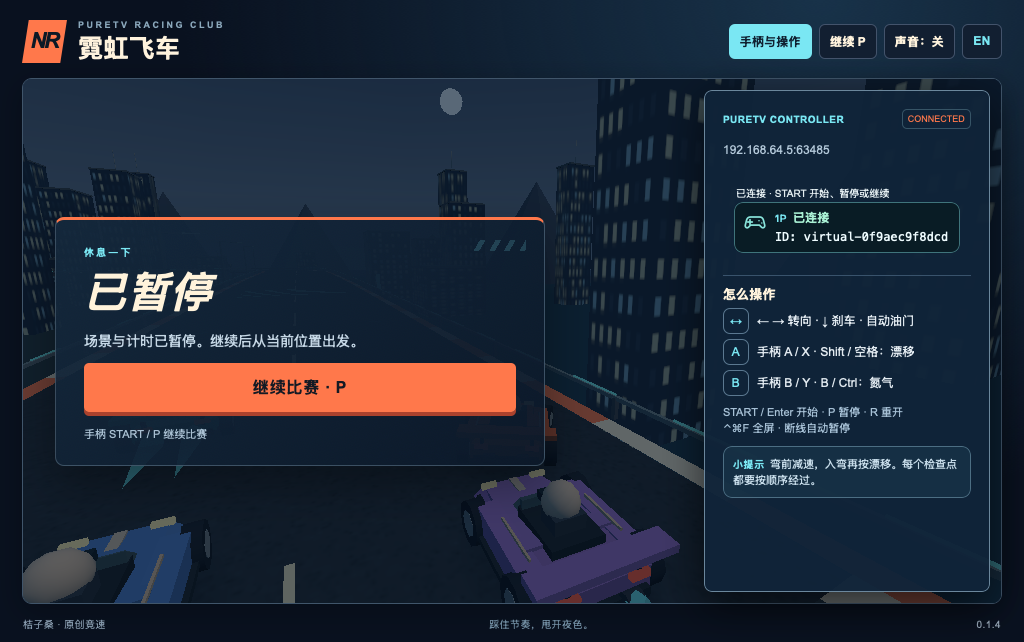 NR
PURETV RACING CLUB
霓虹飞车
手柄与操作
继续 P
声音：关
EN
休息一下
已暂停
场景与计时已暂停。继续后从当前位置出发。
继续比赛 · P
手柄 START / P 继续比赛
PURETV CONTROLLER
CONNECTED
192.168.64.5:63485
已连接 · START 开始、暂停或继续
1P 已连接
ID: virtual-0f9aec9f8dcd
怎么操作
↔ ← → 转向 · ↓ 刹车 · 自动油门
A 手柄 A / X · Shift / 空格：漂移
B 手柄 B / Y · B / Ctrl：氮气
START / Enter 开始 · P 暂停 · R 重开
^⌘F 全屏 · 断线自动暂停
小提示 弯前减速，入弯再按漂移。每个检查点
都要按顺序经过。
桔子桑 · 原创竞速
踩住节奏，甩开夜色。
0.1.4